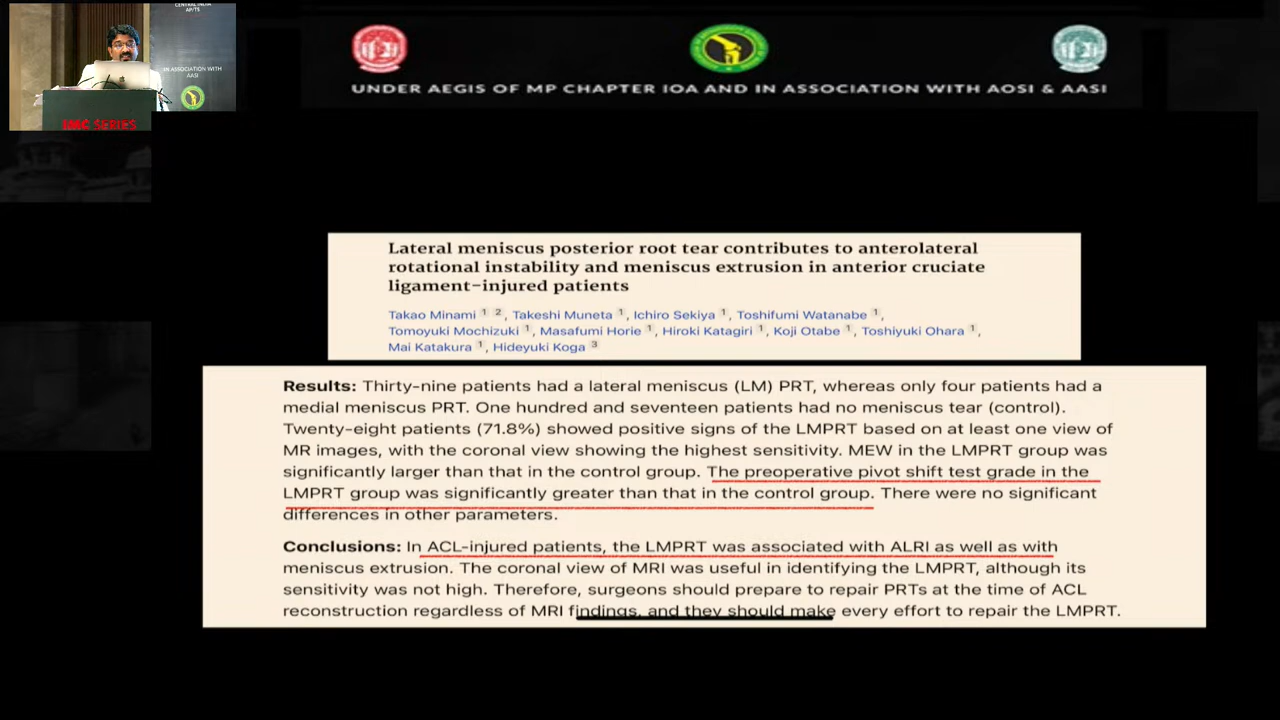 CENTRAL INDIA
AP/TS
IN ASSOCIATION WITH
AASI
IMC SERIES
UNDER AEGIS OF MP CHAPTER IOA AND IN ASSOCIATION WITH AOSI & AASI
Lateral meniscus posterior root tear contributes to anterolateral
rotational instability and meniscus extrusion in anterior cruciate
ligament-injured patients
Takao Minami 1 2, Takeshi Muneta 1, Ichiro Sekiya 1, Toshifumi Watanabe 1,
Tomoyuki Mochizuki 1, Masafumi Horie 1, Hiroki Katagiri 1, Koji Otabe 1, Toshiyuki Ohara 1,
Mai Katakura 1, Hideyuki Koga 3
Results: Thirty-nine patients had a lateral meniscus (LM) PRT, whereas only four patients had a
medial meniscus PRT. One hundred and seventeen patients had no meniscus tear (control).
Twenty-eight patients (71.8%) showed positive signs of the LMPRT based on at least one view of
MR images, with the coronal view showing the highest sensitivity. MEW in the LMPRT group was
significantly larger than that in the control group. The preoperative pivot shift test grade in the
LMPRT group was significantly greater than that in the control group. There were no significant
differences in other parameters.
Conclusions: In ACL-injured patients, the LMPRT was associated with ALRI as well as with
meniscus extrusion. The coronal view of MRI was useful in identifying the LMPRT, although its
sensitivity was not high. Therefore, surgeons should prepare to repair PRTs at the time of ACL
reconstruction regardless of MRI findings, and they should make every effort to repair the LMPRT.